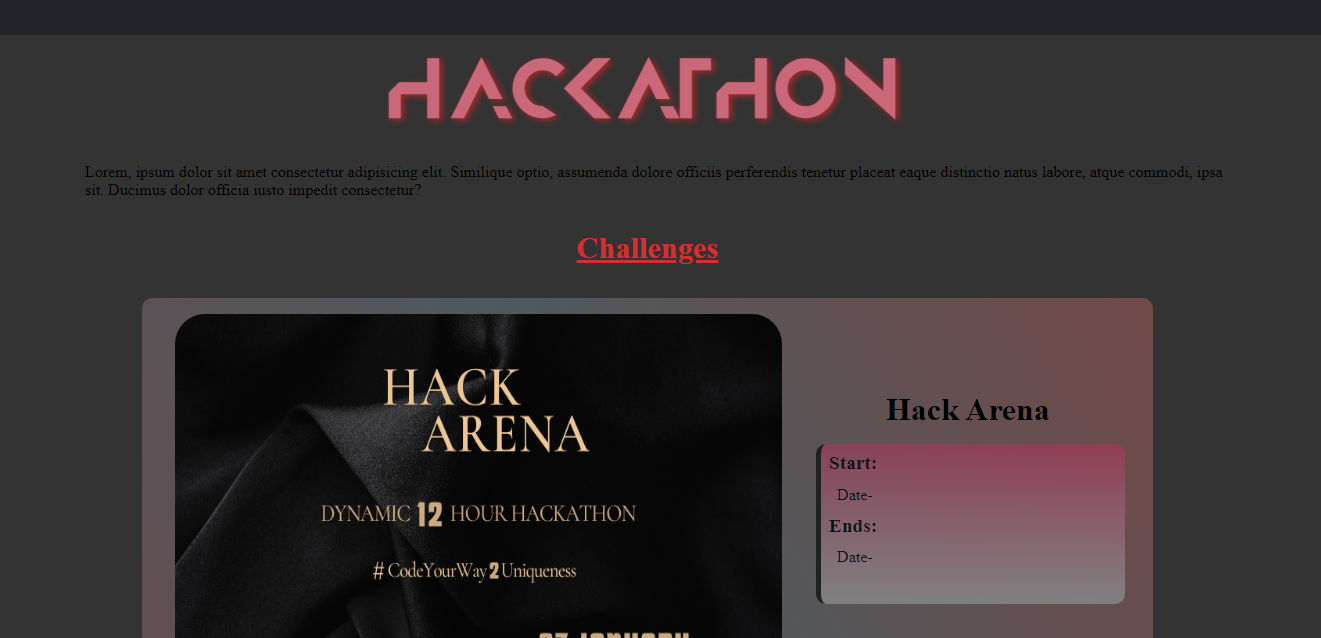 HACKATHON
Lorem, ipsum dolor sit amet consectetur adipisicing elit. Similique optio, assumenda dolore officiis perferendis tenetur placeat eaque distinctio natus labore, atque commodi, ipsa
sit. Ducimus dolor officia iusto impedit consectetur?
Challenges
HACK
ARENA
DYNAMIC 12 HOUR HACKATHON
#CodeYourWay2Uniqueness
Hack Arena
Start:
Date-
Ends:
Date-